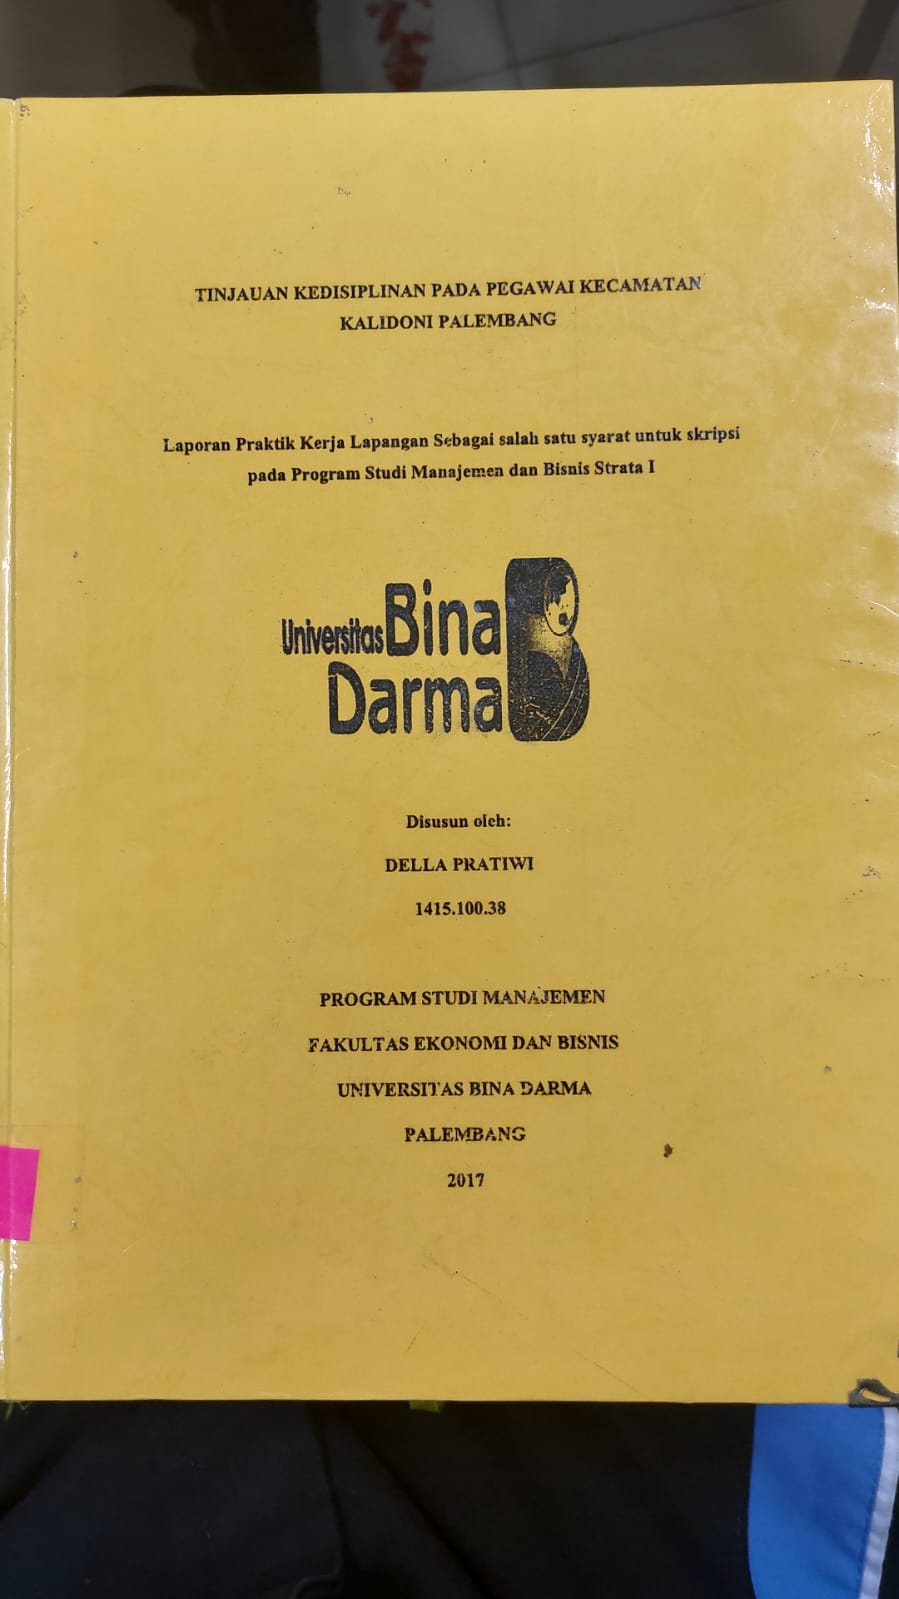 TINJAUAN KEDISIPLINAN PADA PEGAWAI KECAMATAN
KALIDONI PALEMBANG
Laporan Praktik Kerja Lapangan Sebagai salah satu syarat untuk skripsi
pada Program Studi Manajemen dan Bisnis Strata I
Universitas Bina
Darma
Disusun oleh:
DELLA PRATIWI
1415.100.38
PROGRAM STUDI MANAJEMEN
FAKULTAS EKONOMI DAN BISNIS
UNIVERSITAS BINA DARMA
PALEMBANG
2017